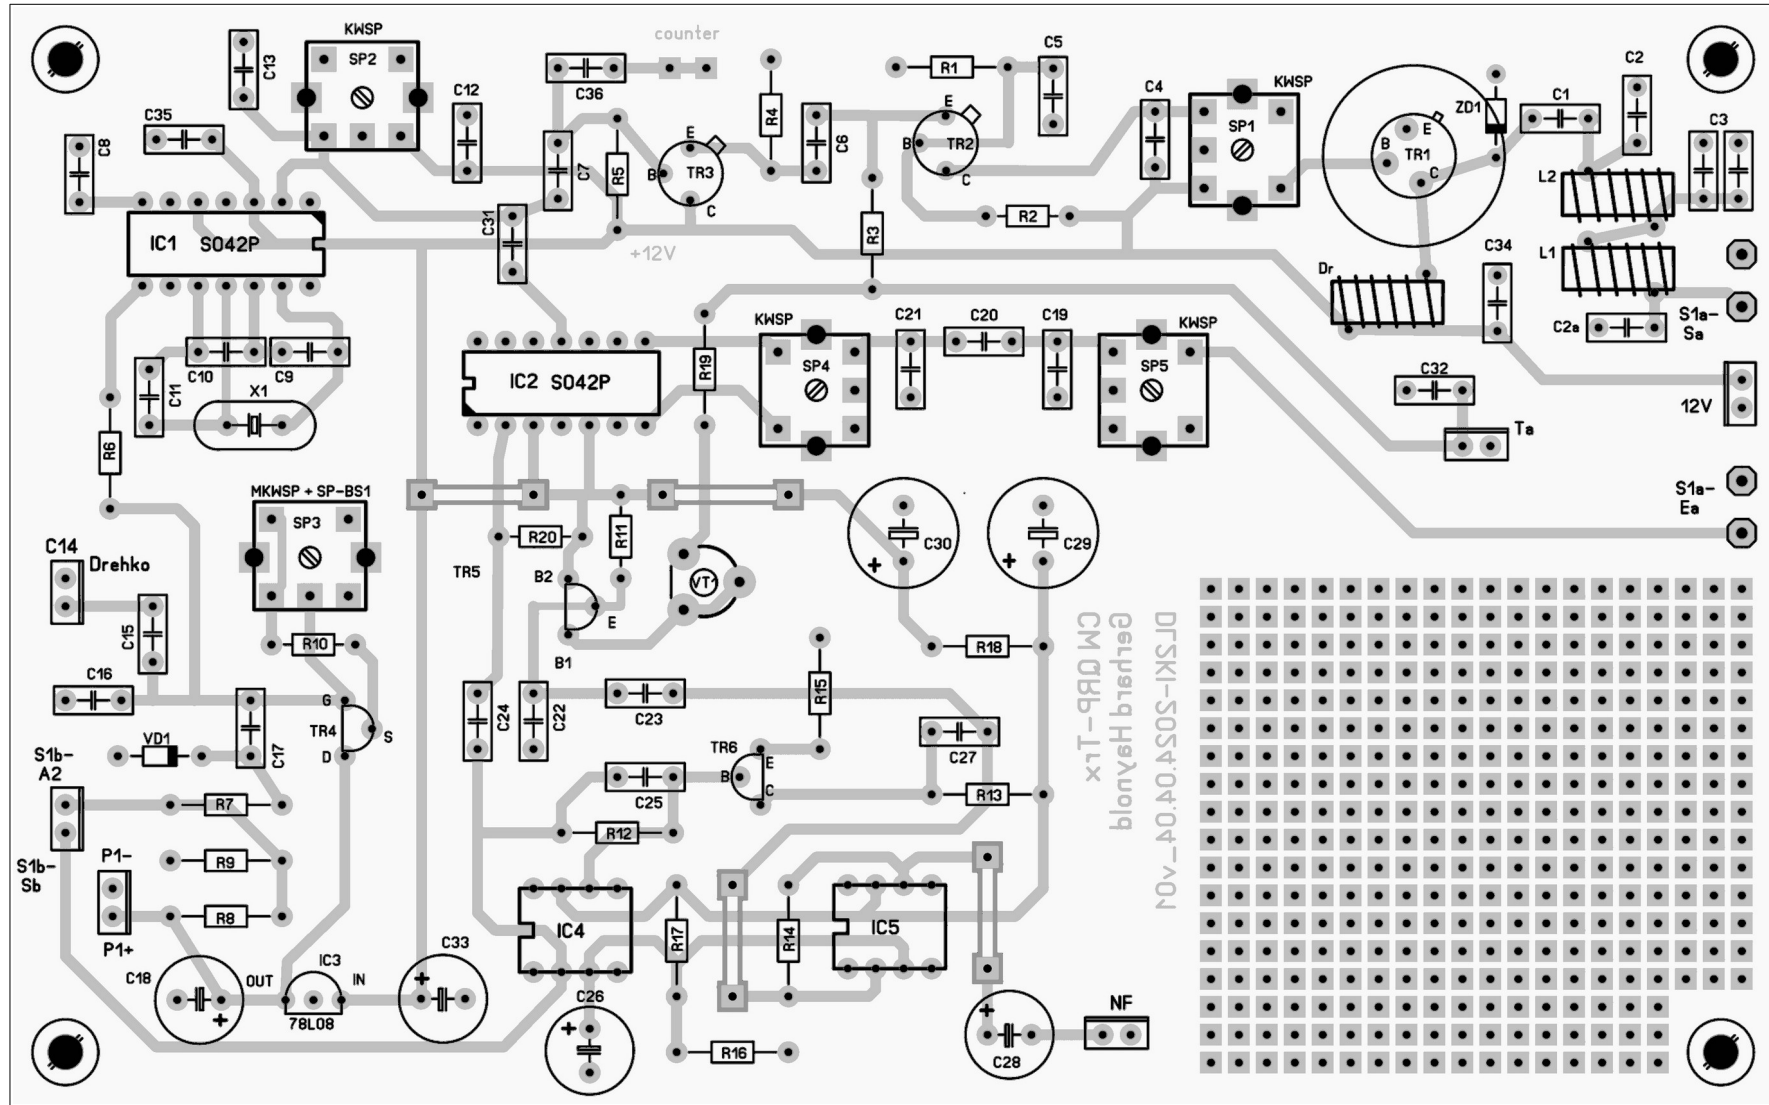 counter
KWSP
SP2
C13
C35
C8
C12
C36
C7
R5
C31
E
B
TR3
C
R4
C6
R1
C5
E
B
TR2
C
R3
R2
C4
KWSP
SP1
ZD1
E
B
TR1
C
C1
C2
C3
L2
L1
Dr
C34
C2a
S1a-
Sa
12V
+12V
IC1 S042P
C10
C9
C11
X1
R6
IC2 S042P
R19
KWSP
SP4
C21
C20
C19
KWSP
SP5
C32
Ta
S1a-
Ea
MKWSP + SP-BS1
SP3
C14
Drehko
C15
C16
R10
G
TR4
S
D
VD1
C17
S1b-
A2
R7
S1b-
Sb
R9
P1-
R8
P1+
C18
+
OUT
IC3
IN
78L08
+
C33
R20
R11
TR5
B2
E
B1
VT1
+
C30
+
C29
R18
C24
C22
C23
R15
C25
R12
TR6
E
B
C
C27
R13
IC4
C26
+
R17
R14
R16
IC5
+
C28
NF
DL2KI-2024.04.04_v01
Gerhard Haynold
CW QRP-Trx